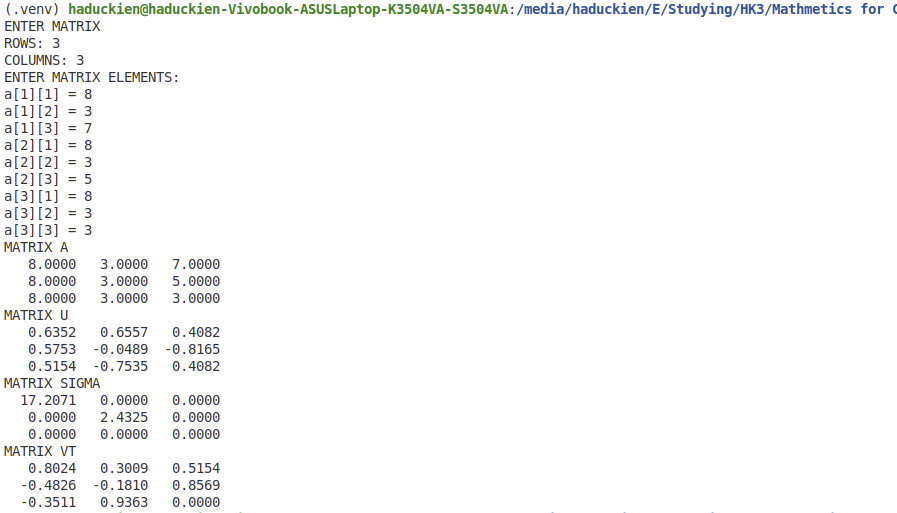 (.venv) haduckien@haduckien-Vivobook-ASUSLaptop-K3504VA-S3504VA:/media/haduckien/E/Studying/HK3/Mathmetics for
ENTER MATRIX
ROWS: 3
COLUMNS: 3
ENTER MATRIX ELEMENTS:
a[1][1] = 8
a[1][2] = 3
a[1][3] = 7
a[2][1] = 8
a[2][2] = 3
a[2][3] = 5
a[3][1] = 8
a[3][2] = 3
a[3][3] = 3
MATRIX A
8.0000 3.0000 7.0000
8.0000 3.0000 5.0000
8.0000 3.0000 3.0000
MATRIX U
0.6352 0.6557 0.4082
0.5753 -0.0489 -0.8165
0.5154 -0.7535 0.4082
MATRIX SIGMA
17.2071 0.0000 0.0000
0.0000 2.4325 0.0000
0.0000 0.0000 0.0000
MATRIX VT
0.8024 0.3009 0.5154
-0.4826 -0.1810 0.8569
-0.3511 0.9363 0.0000